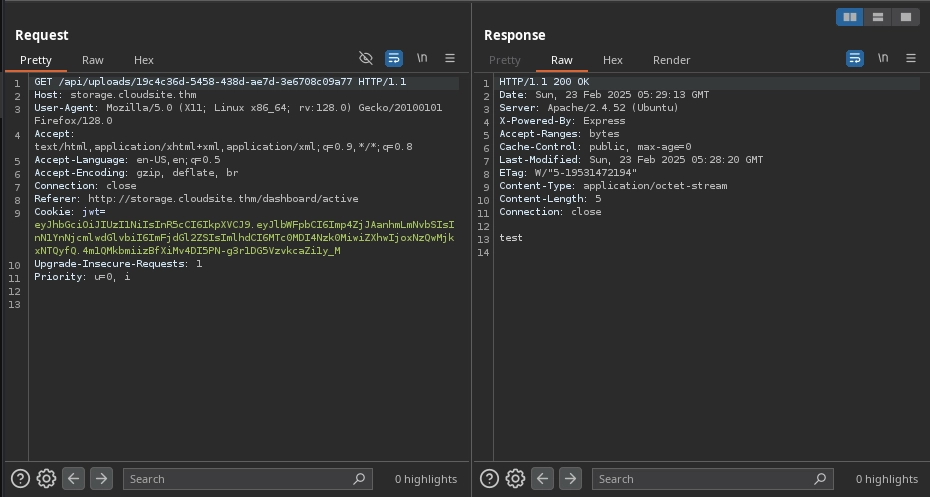 Request
Pretty Raw Hex \n
1 GET /api/uploads/19c4c36d-5458-438d-ae7d-3e6708c09a77 HTTP/1.1
2 Host: storage.cloudsite.thm
3 User-Agent: Mozilla/5.0 (X11; Linux x86_64; rv:128.0) Gecko/20100101
Firefox/128.0
4 Accept:
text/html,application/xhtml+xml,application/xml;q=0.9,*/*;q=0.8
5 Accept-Language: en-US,en;q=0.5
6 Accept-Encoding: gzip, deflate, br
7 Connection: close
8 Referer: http://storage.cloudsite.thm/dashboard/active
9 Cookie: jwt=
10 Upgrade-Insecure-Requests: 1
11 Priority: u=0, i
12
13
Search 0 highlights
Response
Pretty Raw Hex Render \n
1 HTTP/1.1 200 OK
2 Date: Sun, 23 Feb 2025 05:29:13 GMT
3 Server: Apache/2.4.52 (Ubuntu)
4 X-Powered-By: Express
5 Accept-Ranges: bytes
6 Cache-Control: public, max-age=0
7 Last-Modified: Sun, 23 Feb 2025 05:28:20 GMT
8 ETag: W/"5-19531472194"
9 Content-Type: application/octet-stream
10 Content-Length: 5
11 Connection: close
12
13 test
14
Search 0 highlights